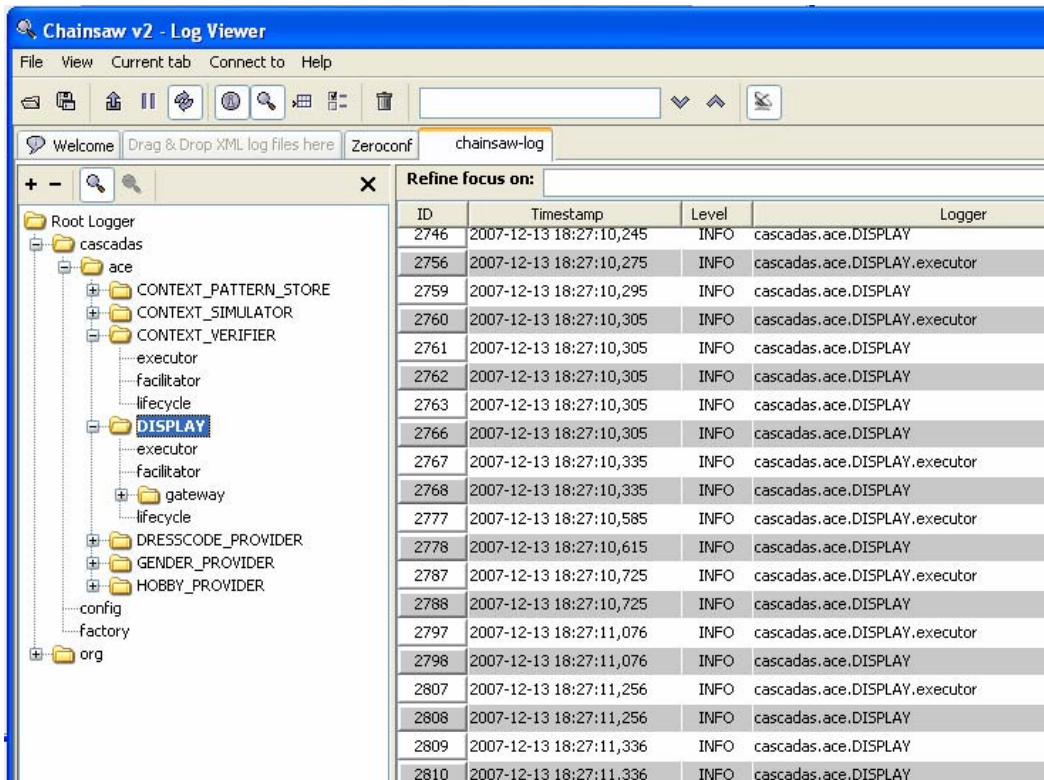 Chainsaw v2 - Log Viewer
File View Current tab Connect to Help
Welcome Drag & Drop XML log files here Zeroconf chainsaw-log
Refine focus on:
Root Logger
cascadas
ace
CONTEXT_PATTERN_STORE
CONTEXT_SIMULATOR
CONTEXT_VERIFIER
executor
facilitator
lifecycle
DISPLAY
executor
facilitator
gateway
lifecycle
DRESSCODE_PROVIDER
GENDER_PROVIDER
HOBBY_PROVIDER
config
factory
org
ID Timestamp Level Logger
2746 2007-12-13 18:27:10,245 INFO cascadas.ace.DISPLAY
2756 2007-12-13 18:27:10,275 INFO cascadas.ace.DISPLAY.executor
2759 2007-12-13 18:27:10,295 INFO cascadas.ace.DISPLAY
2760 2007-12-13 18:27:10,305 INFO cascadas.ace.DISPLAY.executor
2761 2007-12-13 18:27:10,305 INFO cascadas.ace.DISPLAY
2762 2007-12-13 18:27:10,305 INFO cascadas.ace.DISPLAY
2763 2007-12-13 18:27:10,305 INFO cascadas.ace.DISPLAY
2766 2007-12-13 18:27:10,305 INFO cascadas.ace.DISPLAY
2767 2007-12-13 18:27:10,335 INFO cascadas.ace.DISPLAY.executor
2768 2007-12-13 18:27:10,335 INFO cascadas.ace.DISPLAY
2777 2007-12-13 18:27:10,585 INFO cascadas.ace.DISPLAY.executor
2778 2007-12-13 18:27:10,615 INFO cascadas.ace.DISPLAY
2787 2007-12-13 18:27:10,725 INFO cascadas.ace.DISPLAY.executor
2788 2007-12-13 18:27:10,725 INFO cascadas.ace.DISPLAY
2797 2007-12-13 18:27:11,076 INFO cascadas.ace.DISPLAY.executor
2798 2007-12-13 18:27:11,076 INFO cascadas.ace.DISPLAY
2807 2007-12-13 18:27:11,256 INFO cascadas.ace.DISPLAY.executor
2808 2007-12-13 18:27:11,256 INFO cascadas.ace.DISPLAY
2809 2007-12-13 18:27:11,336 INFO cascadas.ace.DISPLAY
2810 2007-12-13 18:27:11,336 INFO cascadas.ace.DISPLAY